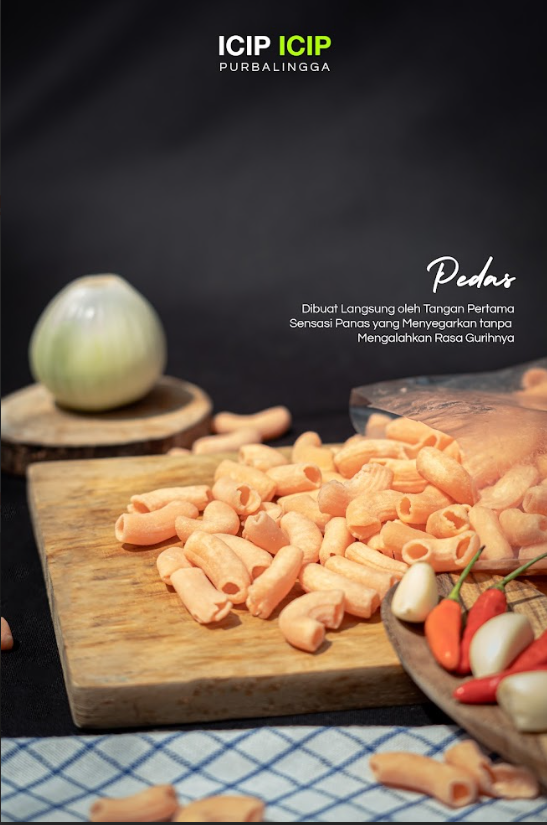 ICIP ICIP
PURBALINGGA
Pedas
Dibuat Langsung oleh Tangan Pertama
Sensasi Panas yang Menyegarkan tanpa
Mengalahkan Rasa Gurihnya